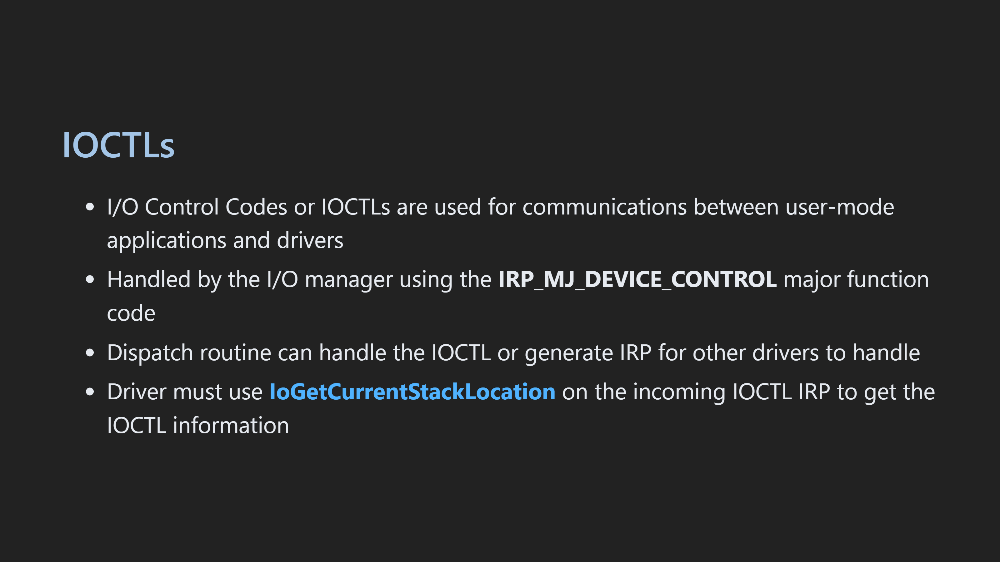 IOCTLs
• I/O Control Codes or IOCTLs are used for communications between user-mode
applications and drivers
• Handled by the I/O manager using the IRP_MJ_DEVICE_CONTROL major function
code
• Dispatch routine can handle the IOCTL or generate IRP for other drivers to handle
• Driver must use IoGetCurrentStackLocation on the incoming IOCTL IRP to get the
IOCTL information